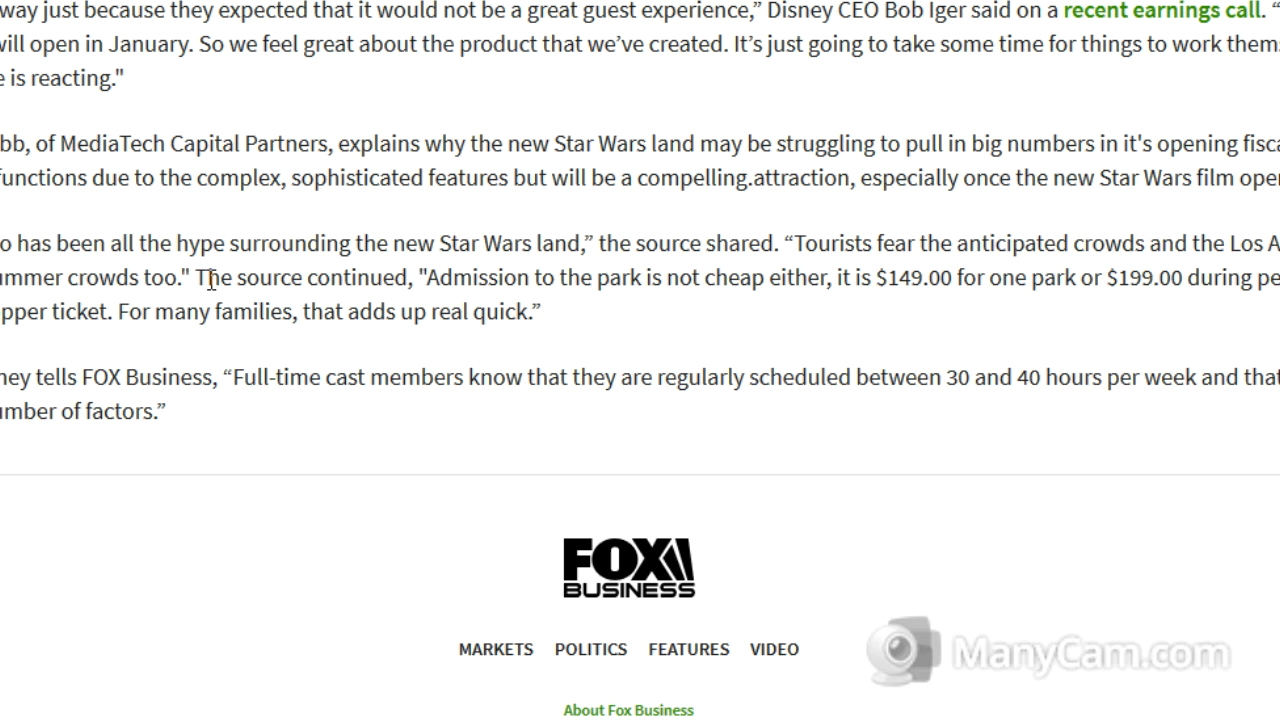 way just because they expected that it would not be a great guest experience,” Disney CEO Bob Iger said on a recent earnings call. “
will open in January. So we feel great about the product that we’ve created. It’s just going to take some time for things to work
is reacting."
of MediaTech Capital Partners, explains why the new Star Wars land may be struggling to pull in big numbers in it's opening
functions due to the complex, sophisticated features but will be a compelling.attraction, especially once the new Star Wars film
has been all the hype surrounding the new Star Wars land,” the source shared. “Tourists fear the anticipated crowds and the Los
crowds too." The source continued, "Admission to the park is not cheap either, it is $149.00 for one park or $199.00 during
ticket. For many families, that adds up real quick.”
tells FOX Business, “Full-time cast members know that they are regularly scheduled between 30 and 40 hours per week and that
of factors.”
FOX
BUSINESS
MARKETS POLITICS FEATURES VIDEO
ManyCam.com
About Fox Business